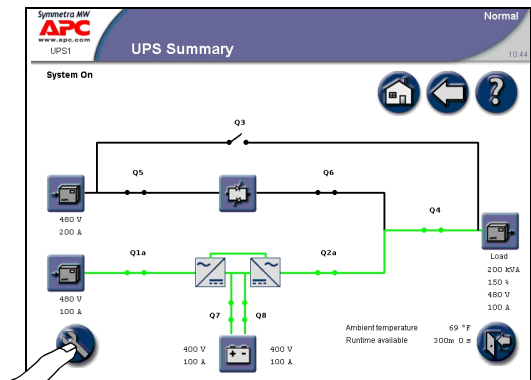 Symmetra MW
APC
www.apc.com
UPS1
UPS Summary
Normal
10:44
System On
Q3
Q5
Q6
480 V
200 A
Q4
Load
200 kVA
150 %
480 V
100 A
Q1a
Q2a
480 V
100 A
Q7
Q8
400 V
100 A
400 V
100 A
Ambient temperature 69 °F
Runtime available 300m 0 s